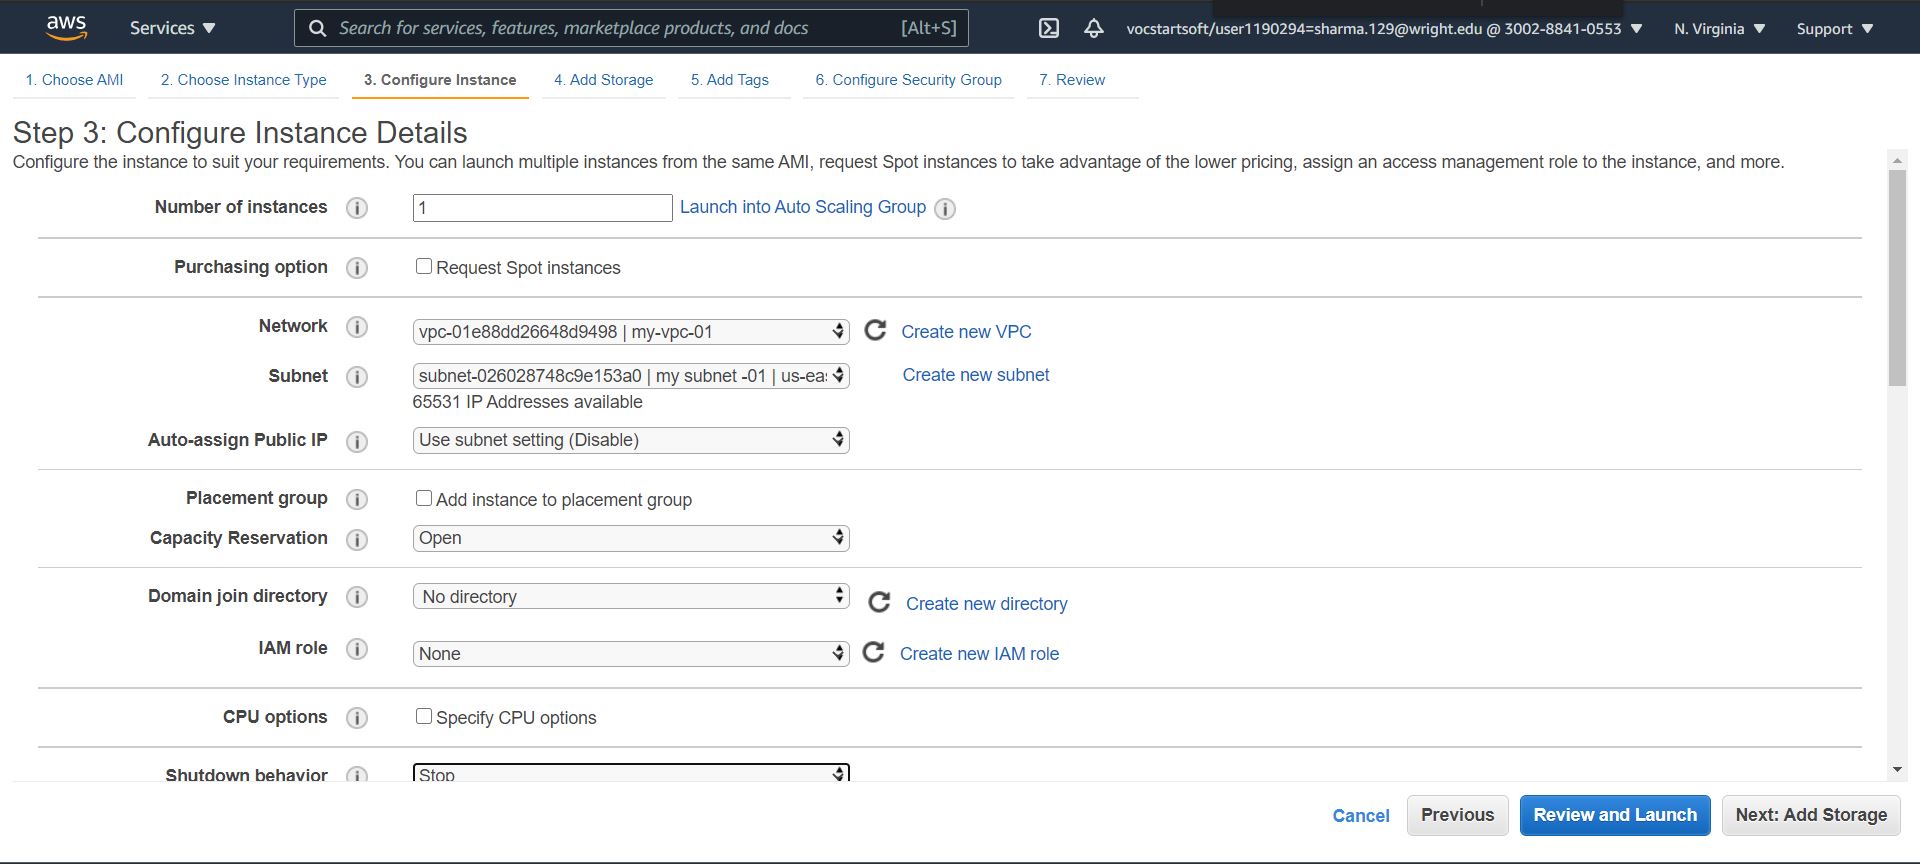 aws Services Search for services, features, marketplace products, and docs [Alt+S] vocstartsoft/user1190294=sharma.129@wright.edu @ 3002-8841-0553 N. Virginia Support
1. Choose AMI 2. Choose Instance Type 3. Configure Instance 4. Add Storage 5. Add Tags 6. Configure Security Group 7. Review
Step 3: Configure Instance Details
Configure the instance to suit your requirements. You can launch multiple instances from the same AMI, request Spot instances to take advantage of the lower pricing, assign an access management role to the instance, and more.
Number of instances i 1 Launch into Auto Scaling Group i
Purchasing option i Request Spot instances
Network i vpc-01e88dd26648d9498 | my-vpc-01 Create new VPC
Subnet i subnet-026028748c9e153a0 | my subnet -01 | us-eas Create new subnet
65531 IP Addresses available
Auto-assign Public IP i Use subnet setting (Disable)
Placement group i Add instance to placement group
Capacity Reservation i Open
Domain join directory i No directory Create new directory
IAM role i None Create new IAM role
CPU options i Specify CPU options
Shutdown behavior i Stop
Cancel Previous Review and Launch Next: Add Storage